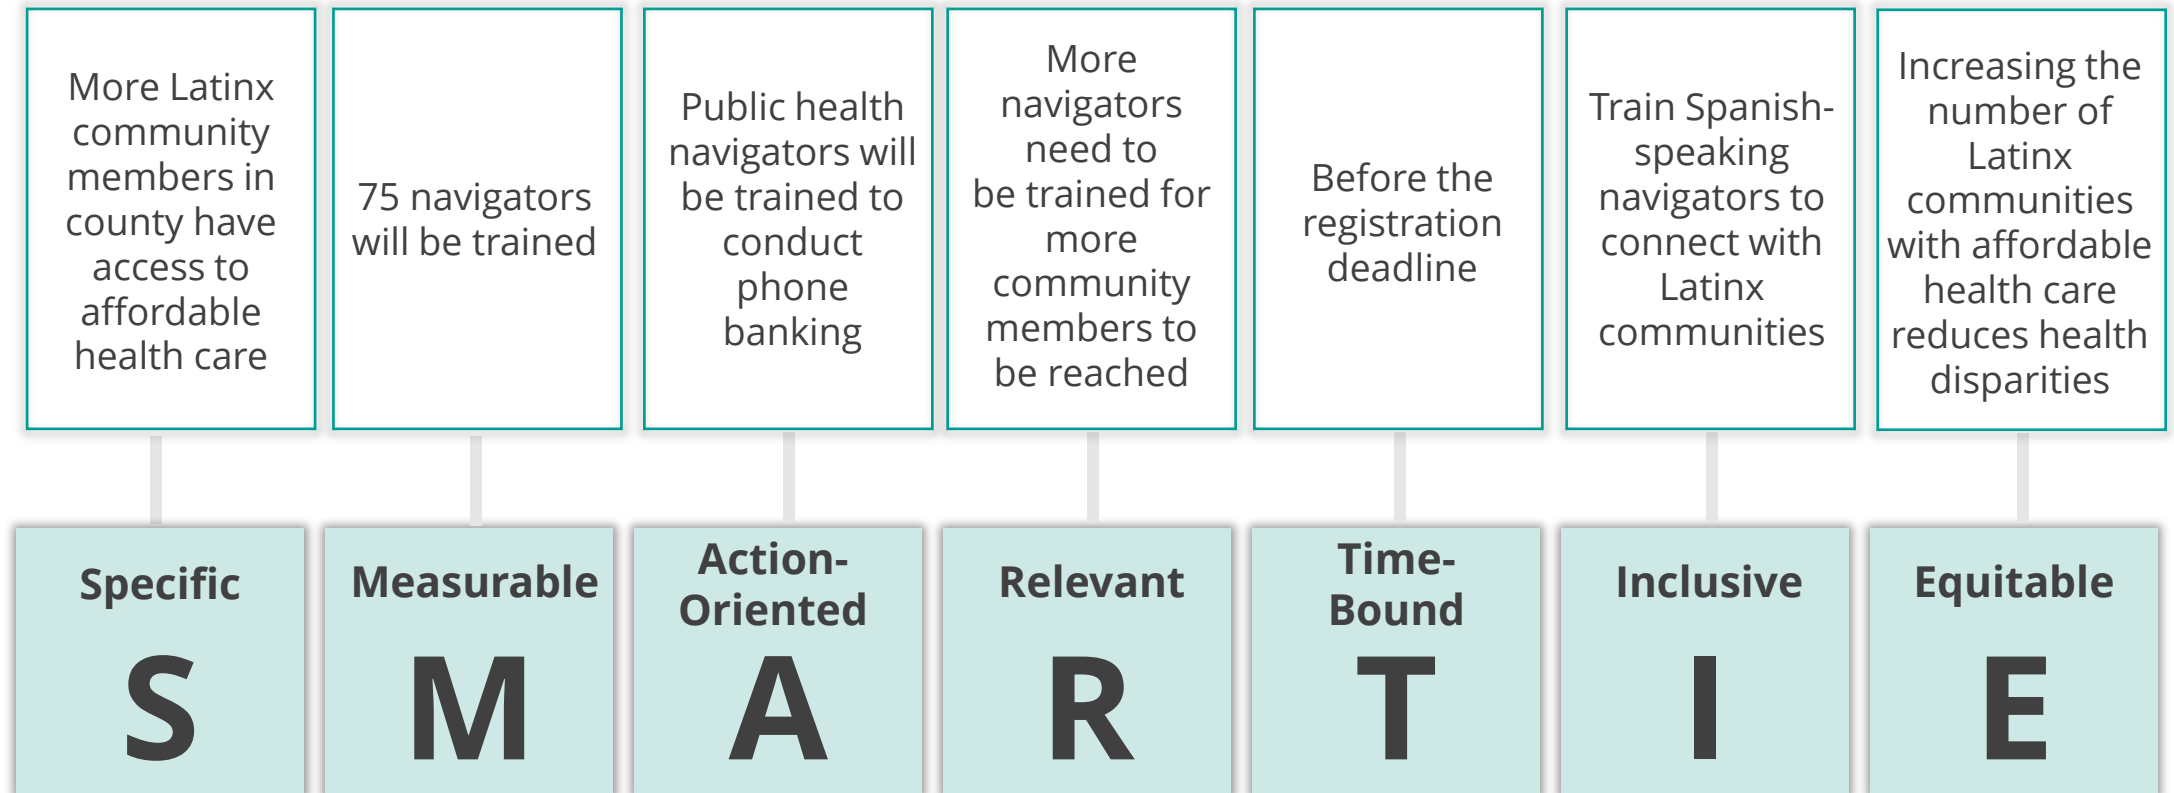 More Latinx
community
members in
county have
access to
affordable
health care
75 navigators
will be trained
Public health
navigators will
be trained to
conduct
phone
banking
More
navigators
need to
be trained for
more
community
members to
be reached
Before the
registration
deadline
Train Spanish-
speaking
navigators to
connect with
Latinx
communities
Increasing the
number of
Latinx
communities
with affordable
health care
reduces health
disparities
Specific
S
Measurable
M
Action-
Oriented
A
Relevant
R
Time-
Bound
T
Inclusive
I
Equitable
E